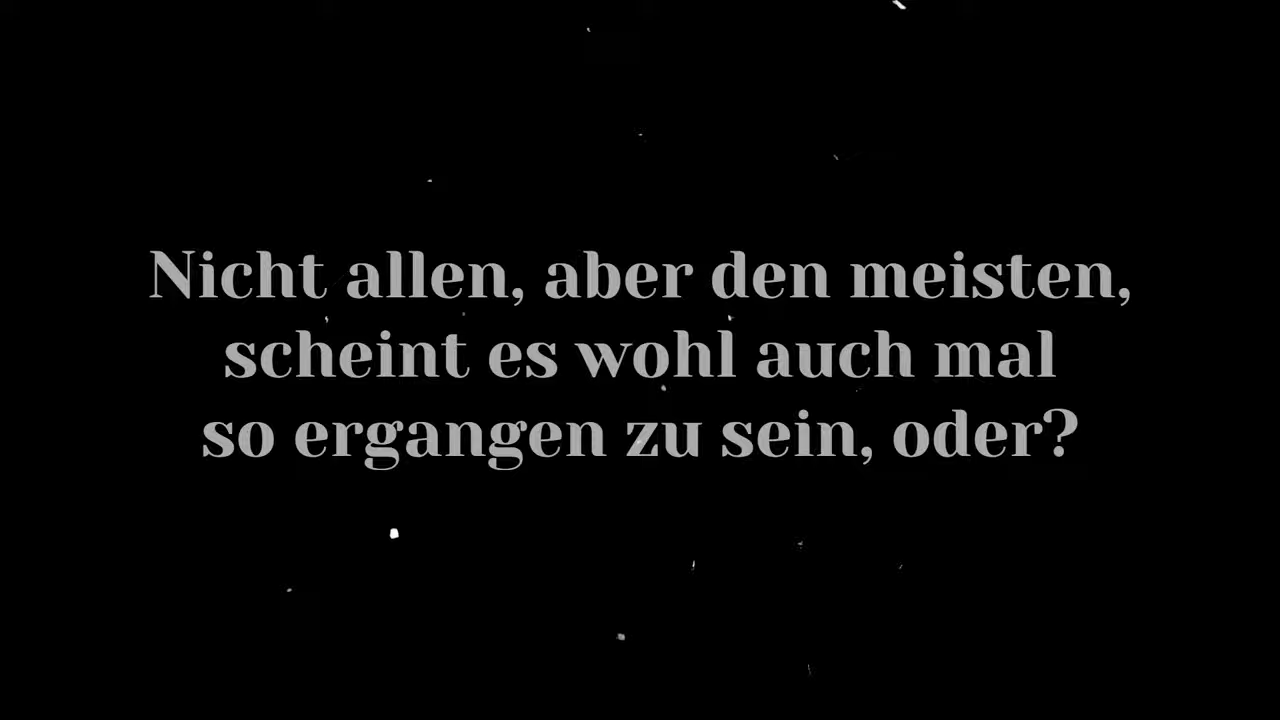 Nicht allen, aber den meisten,
scheint es wohl auch mal
so ergangen zu sein, oder?